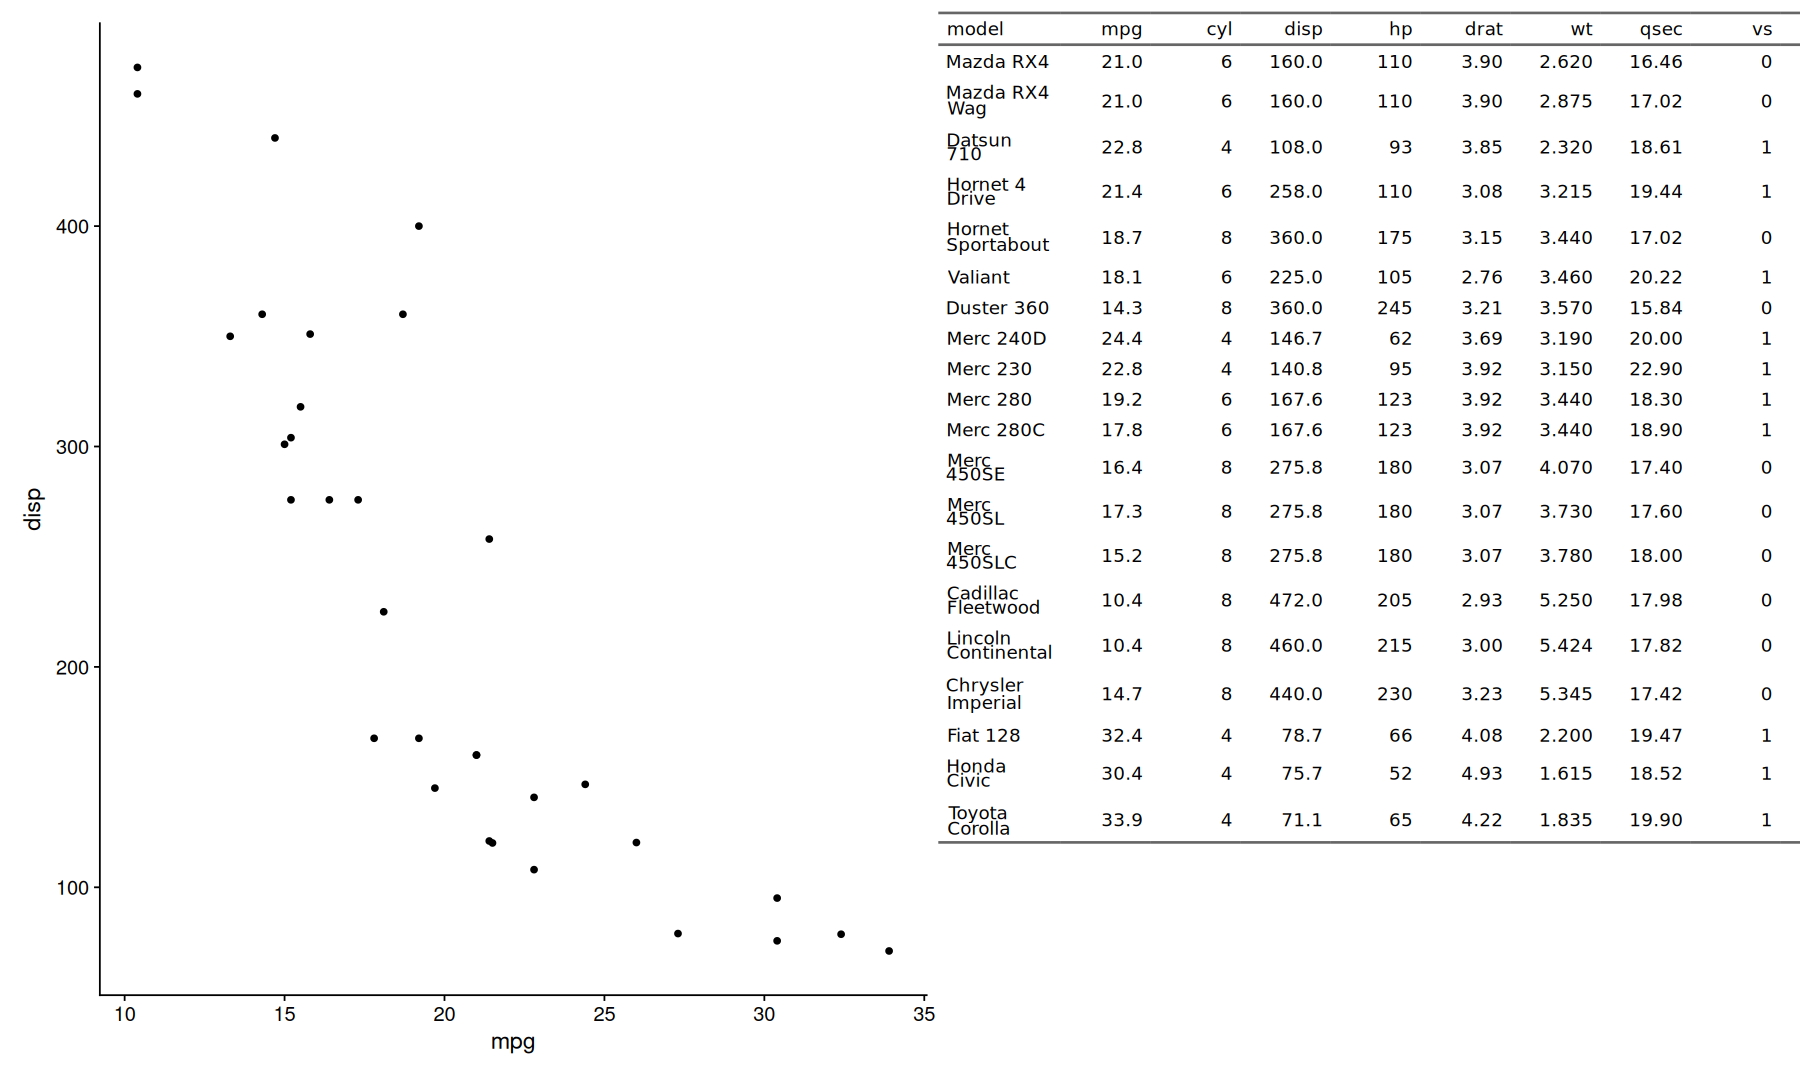 400
300
200
100
disp
10 15 20 25 30 35
mpg
model mpg cyl disp hp drat wt qsec vs
Mazda RX4 21.0 6 160.0 110 3.90 2.620 16.46 0
Mazda RX4
Wag 21.0 6 160.0 110 3.90 2.875 17.02 0
Datsun
710 22.8 4 108.0 93 3.85 2.320 18.61 1
Hornet 4
Drive 21.4 6 258.0 110 3.08 3.215 19.44 1
Hornet
Sportabout 18.7 8 360.0 175 3.15 3.440 17.02 0
Valiant 18.1 6 225.0 105 2.76 3.460 20.22 1
Duster 360 14.3 8 360.0 245 3.21 3.570 15.84 0
Merc 240D 24.4 4 146.7 62 3.69 3.190 20.00 1
Merc 230 22.8 4 140.8 95 3.92 3.150 22.90 1
Merc 280 19.2 6 167.6 123 3.92 3.440 18.30 1
Merc 280C 17.8 6 167.6 123 3.92 3.440 18.90 1
Merc
450SE 16.4 8 275.8 180 3.07 4.070 17.40 0
Merc
450SL 17.3 8 275.8 180 3.07 3.730 17.60 0
Merc
450SLC 15.2 8 275.8 180 3.07 3.780 18.00 0
Cadillac
Fleetwood 10.4 8 472.0 205 2.93 5.250 17.98 0
Lincoln
Continental 10.4 8 460.0 215 3.00 5.424 17.82 0
Chrysler
Imperial 14.7 8 440.0 230 3.23 5.345 17.42 0
Fiat 128 32.4 4 78.7 66 4.08 2.200 19.47 1
Honda
Civic 30.4 4 75.7 52 4.93 1.615 18.52 1
Toyota
Corolla 33.9 4 71.1 65 4.22 1.835 19.90 1